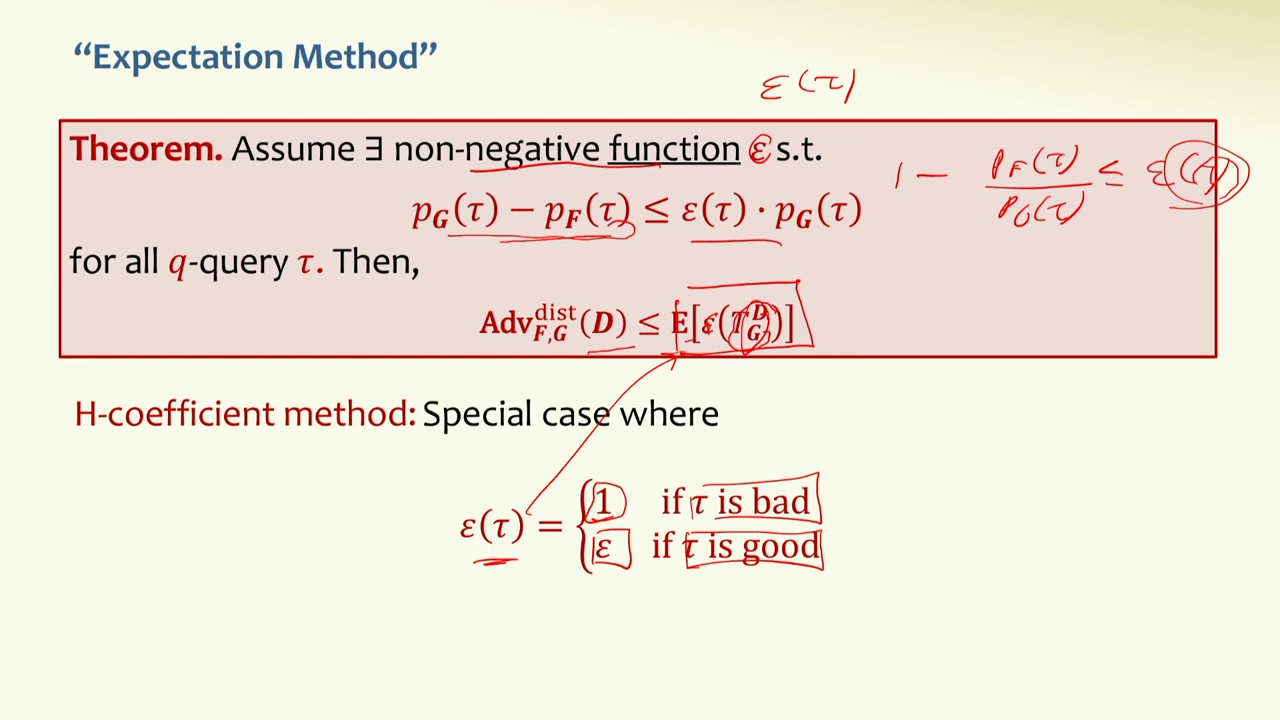 “Expectation Method”
ε(τ)
Theorem. Assume ∃ non-negative function ε s.t.
p_G(τ) − p_F(τ) ≤ ε(τ) · p_G(τ)
1 − p_F(τ) / p_G(τ) ≤ ε(τ)
for all q-query τ. Then,
Adv^dist_F,G(D) ≤ E[ε(T^D_G)]
H-coefficient method: Special case where
ε(τ) = { 1 if τ is bad
ε if τ is good